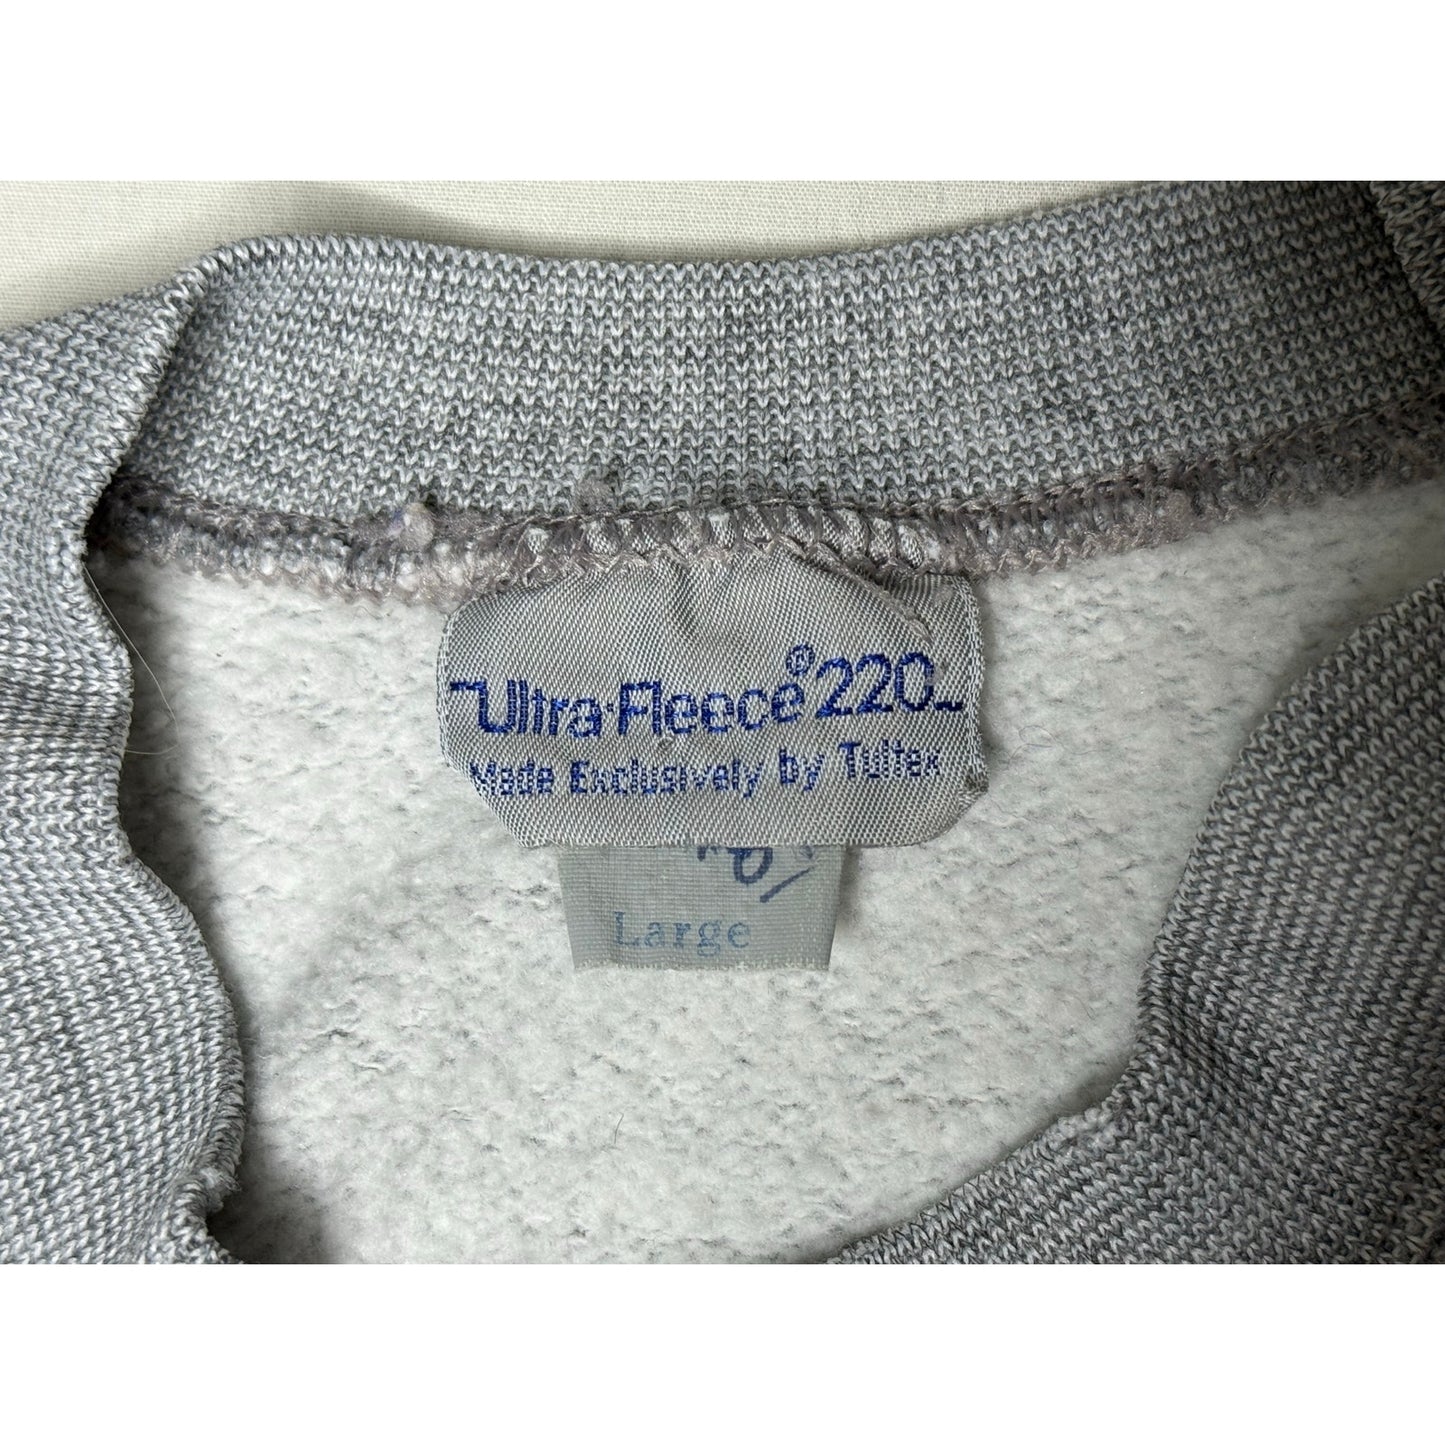 Ultra-Fleece® 220
Made Exclusively by Tultex
Large